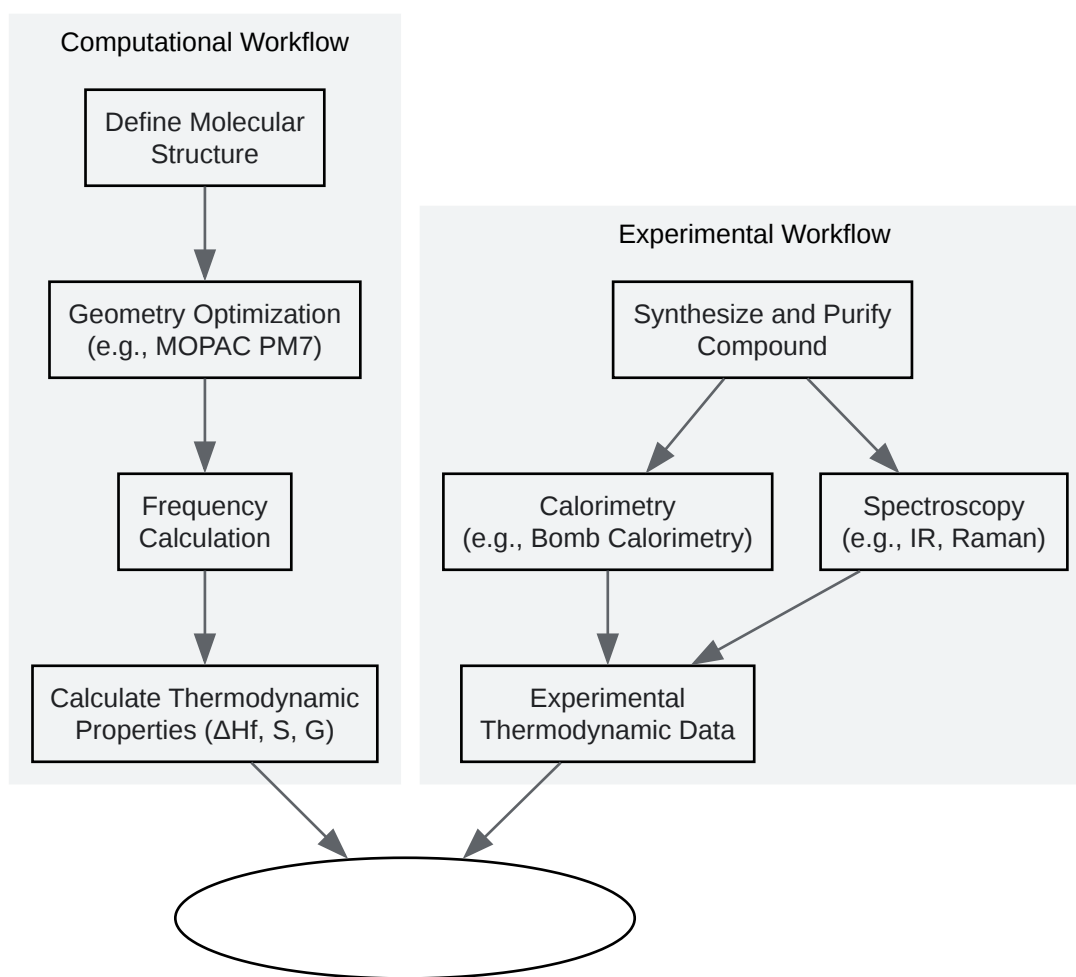 Computational Workflow
Define Molecular
Structure
Geometry Optimization
(e.g., MOPAC PM7)
Frequency
Calculation
Calculate Thermodynamic
Properties (ΔHf, S, G)
Experimental Workflow
Synthesize and Purify
Compound
Calorimetry
(e.g., Bomb Calorimetry)
Spectroscopy
(e.g., IR, Raman)
Experimental
Thermodynamic Data